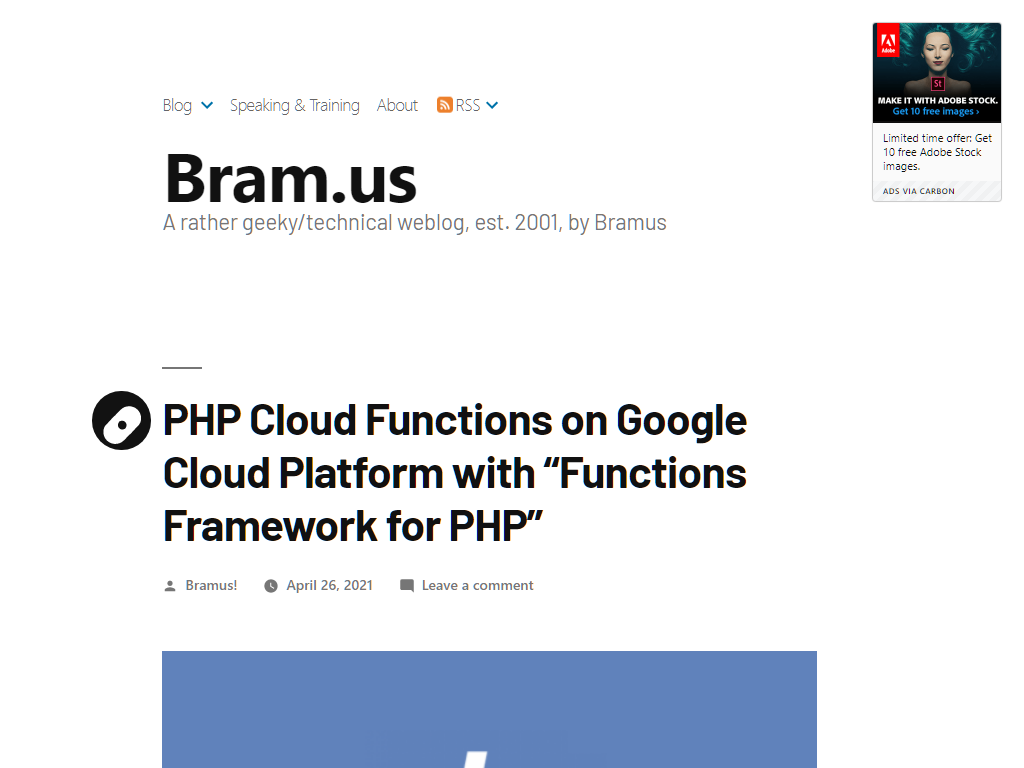 Blog Speaking & Training About RSS
Bram.us
A rather geeky/technical weblog, est. 2001, by Bramus
Adobe
St
MAKE IT WITH ADOBE STOCK.
Get 10 free images ›
Limited time offer: Get
10 free Adobe Stock
images.
ADS VIA CARBON
PHP Cloud Functions on Google
Cloud Platform with “Functions
Framework for PHP”
Bramus! April 26, 2021 Leave a comment